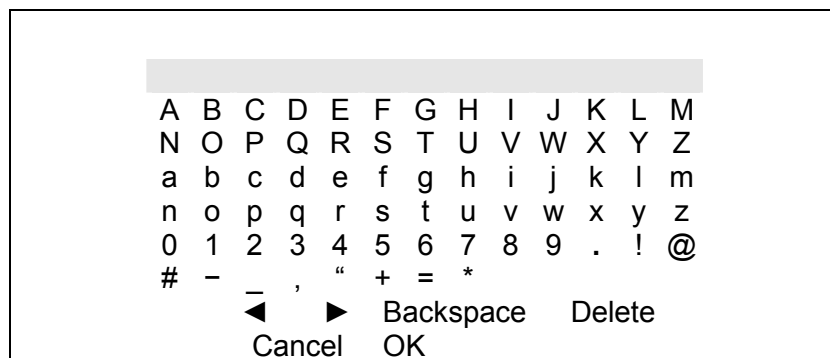 A B C D E F G H I J K L M
N O P Q R S T U V W X Y Z
a b c d e f g h i j k l m
n o p q r s t u v w x y z
0 1 2 3 4 5 6 7 8 9 . ! @
# − _ , “ + = *
◄ ► Backspace Delete
Cancel OK